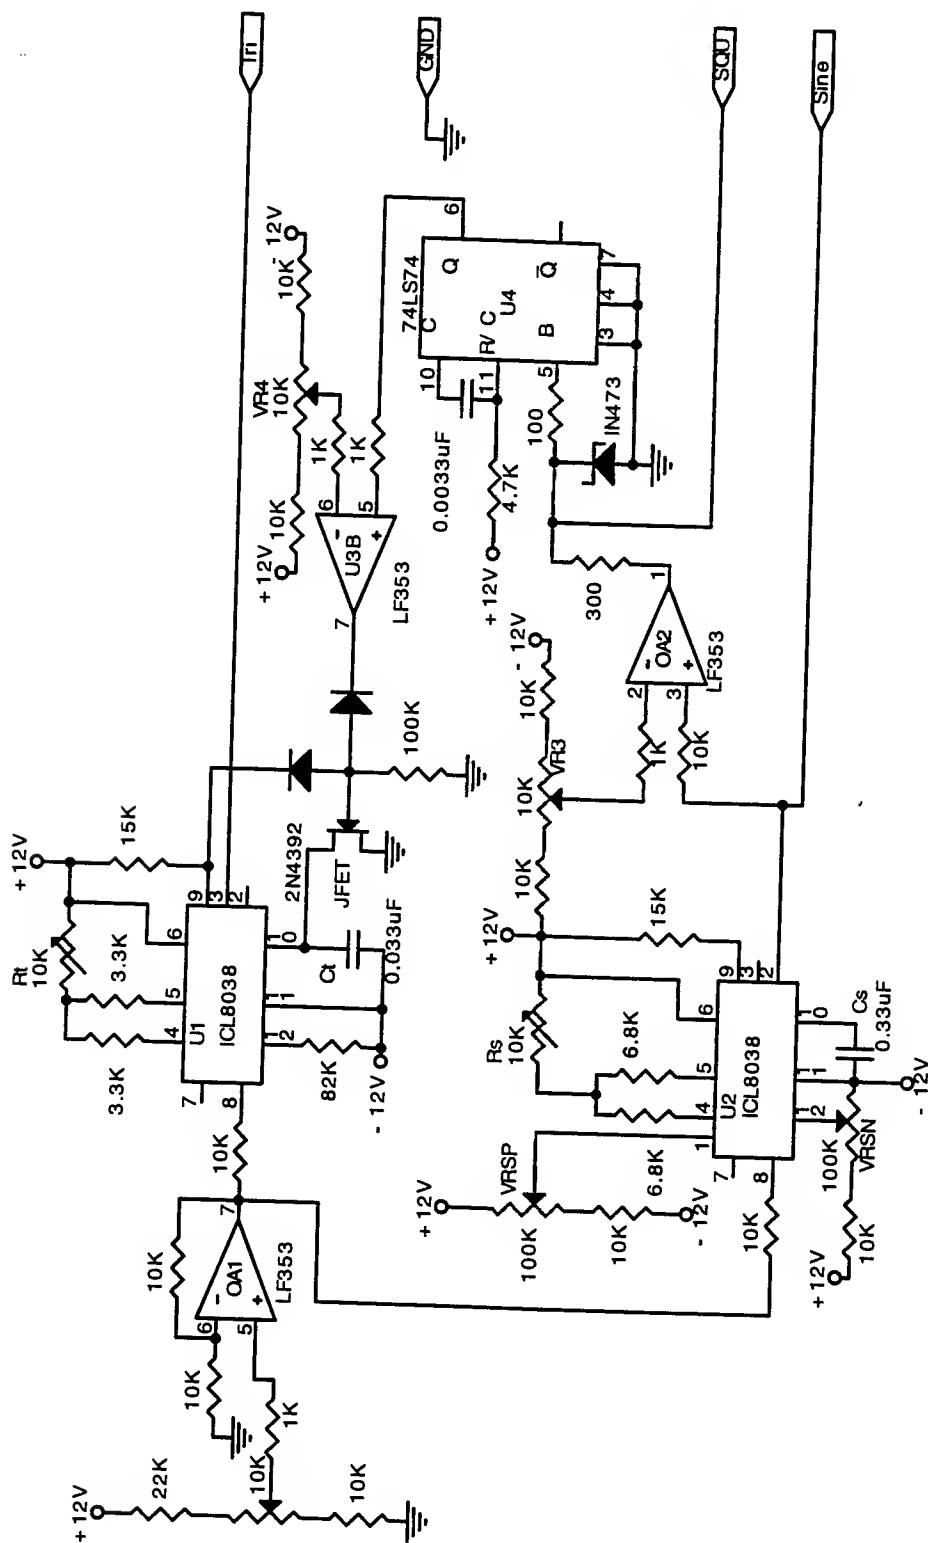 Tri
GND
SQU
Sine
+12V
22K
10K
10K
1K
10K
10K
6
5
7
-
+
OA1
LF353
10K
8
7
+12V
Rt
10K
3.3K
3.3K
15K
4
5
6
9
3
2
U1
ICL8038
12
11
10
82K
-12V
Ct
0.033uF
2N4392
JFET
100K
7
U3B
-
+
6
5
LF353
1K
1K
+12V
10K
VR4
10K
10K
-12V
74LS74
C
R/C
U4
B
Q
Q
6
10
11
5
3
4
7
0.0033uF
4.7K
+12V
100
IN473
300
1
OA2
-
+
2
3
LF353
1K
10K
+12V
10K
10K
VR3
10K
-12V
15K
Rs
10K
6.8K
6.8K
+12V
VRSP
100K
10K
-12V
10K
8
7
1
4
5
6
9
3
2
U2
ICL8038
12
11
10
Cs
0.33uF
-12V
100K
VRSN
10K
+12V